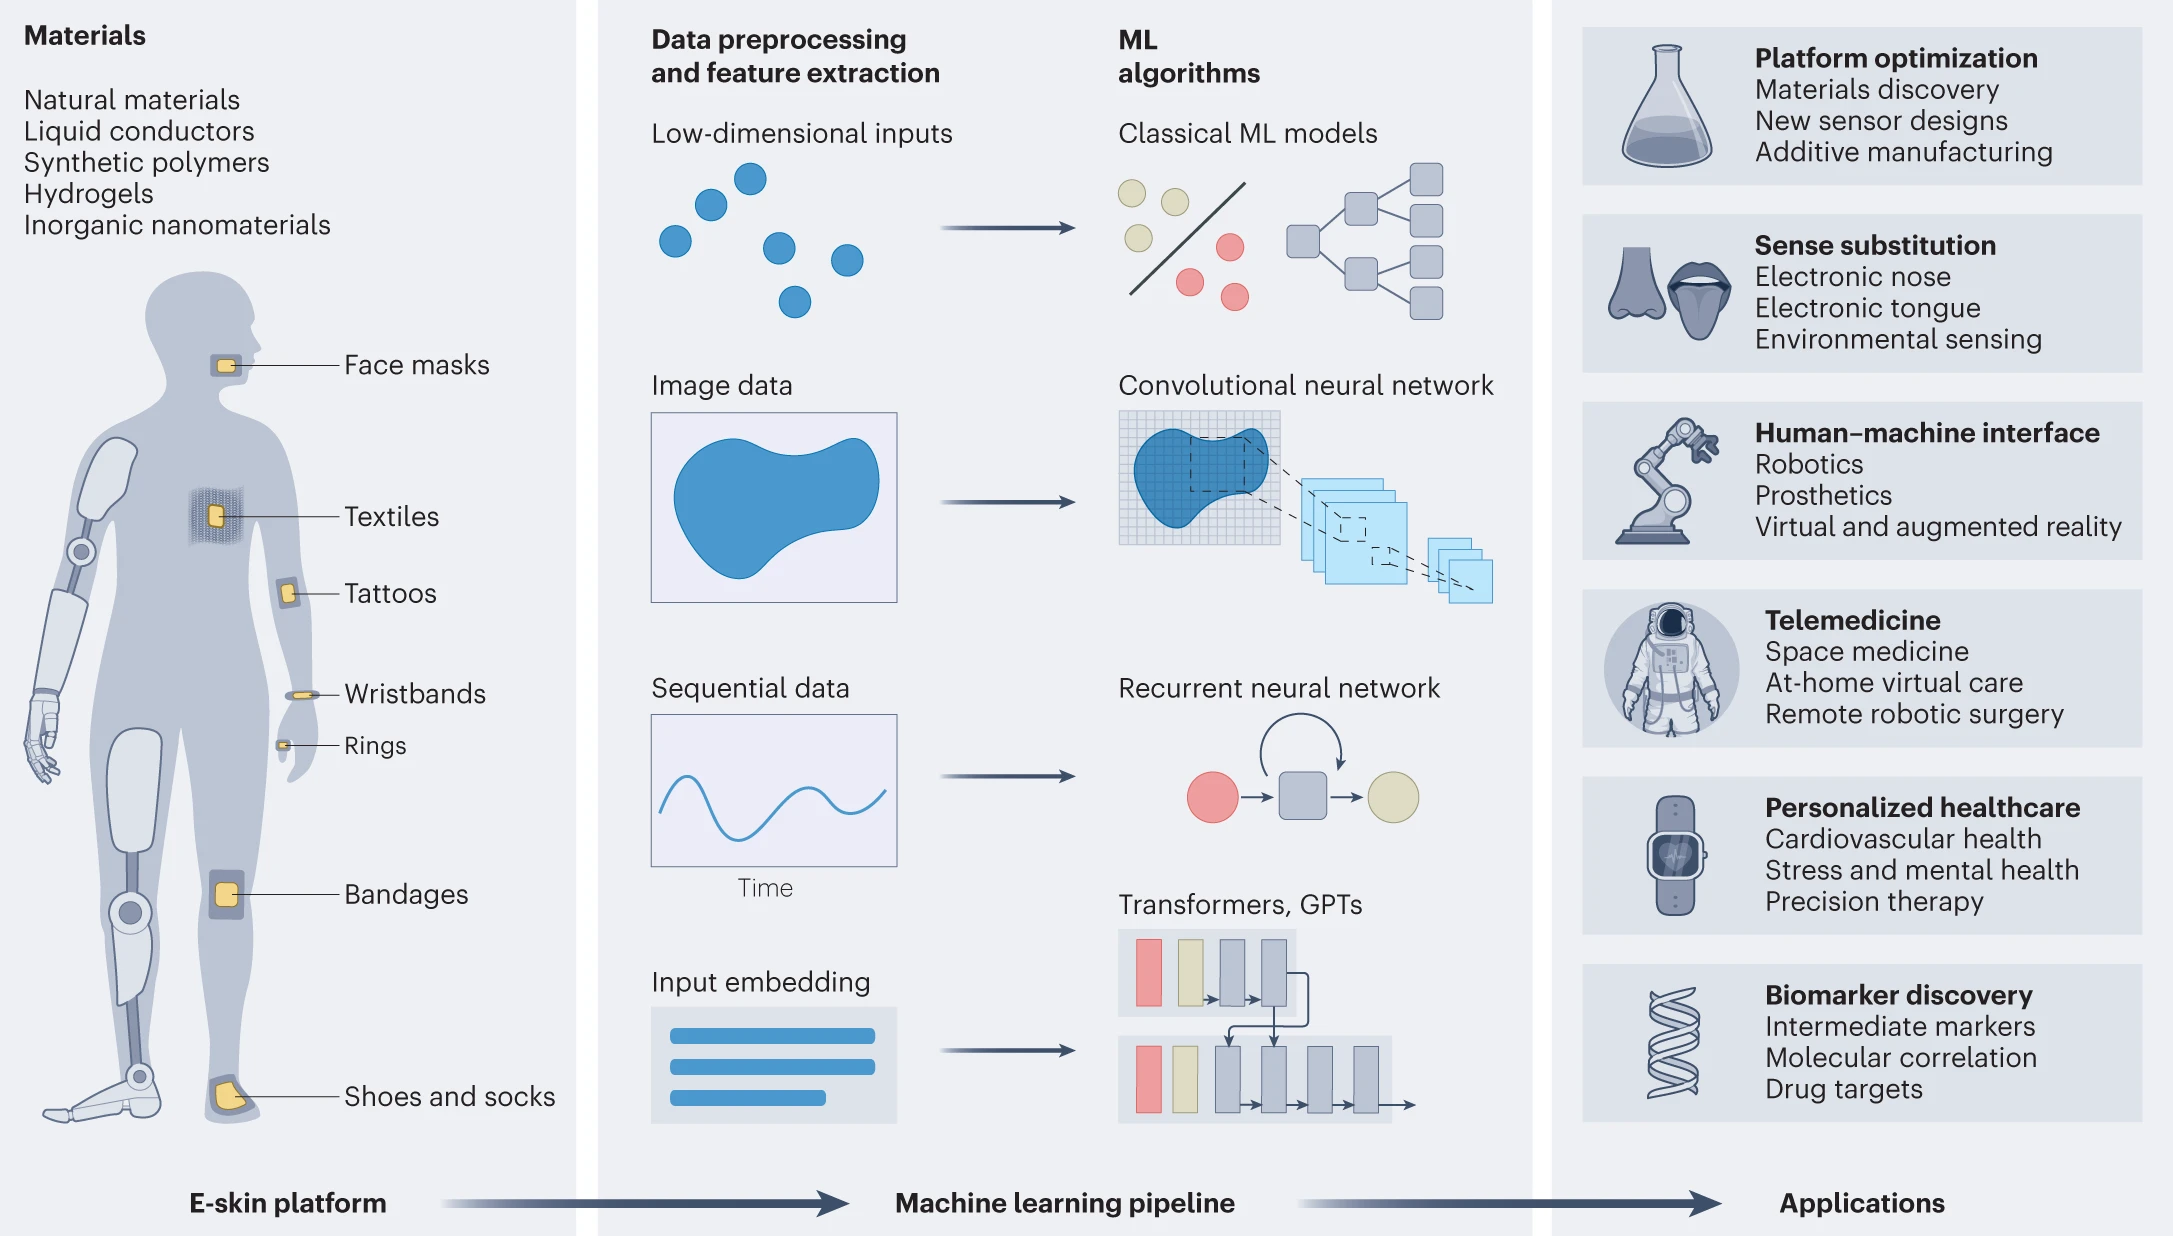 Materials
Natural materials
Liquid conductors
Synthetic polymers
Hydrogels
Inorganic nanomaterials
Face masks
Textiles
Tattoos
Wristbands
Rings
Bandages
Shoes and socks
E-skin platform
Data preprocessing
and feature extraction
Low-dimensional inputs
Image data
Sequential data
Time
Input embedding
ML
algorithms
Classical ML models
Convolutional neural network
Recurrent neural network
Transformers, GPTs
Machine learning pipeline
Platform optimization
Materials discovery
New sensor designs
Additive manufacturing
Sense substitution
Electronic nose
Electronic tongue
Environmental sensing
Human–machine interface
Robotics
Prosthetics
Virtual and augmented reality
Telemedicine
Space medicine
At-home virtual care
Remote robotic surgery
Personalized healthcare
Cardiovascular health
Stress and mental health
Precision therapy
Biomarker discovery
Intermediate markers
Molecular correlation
Drug targets
Applications